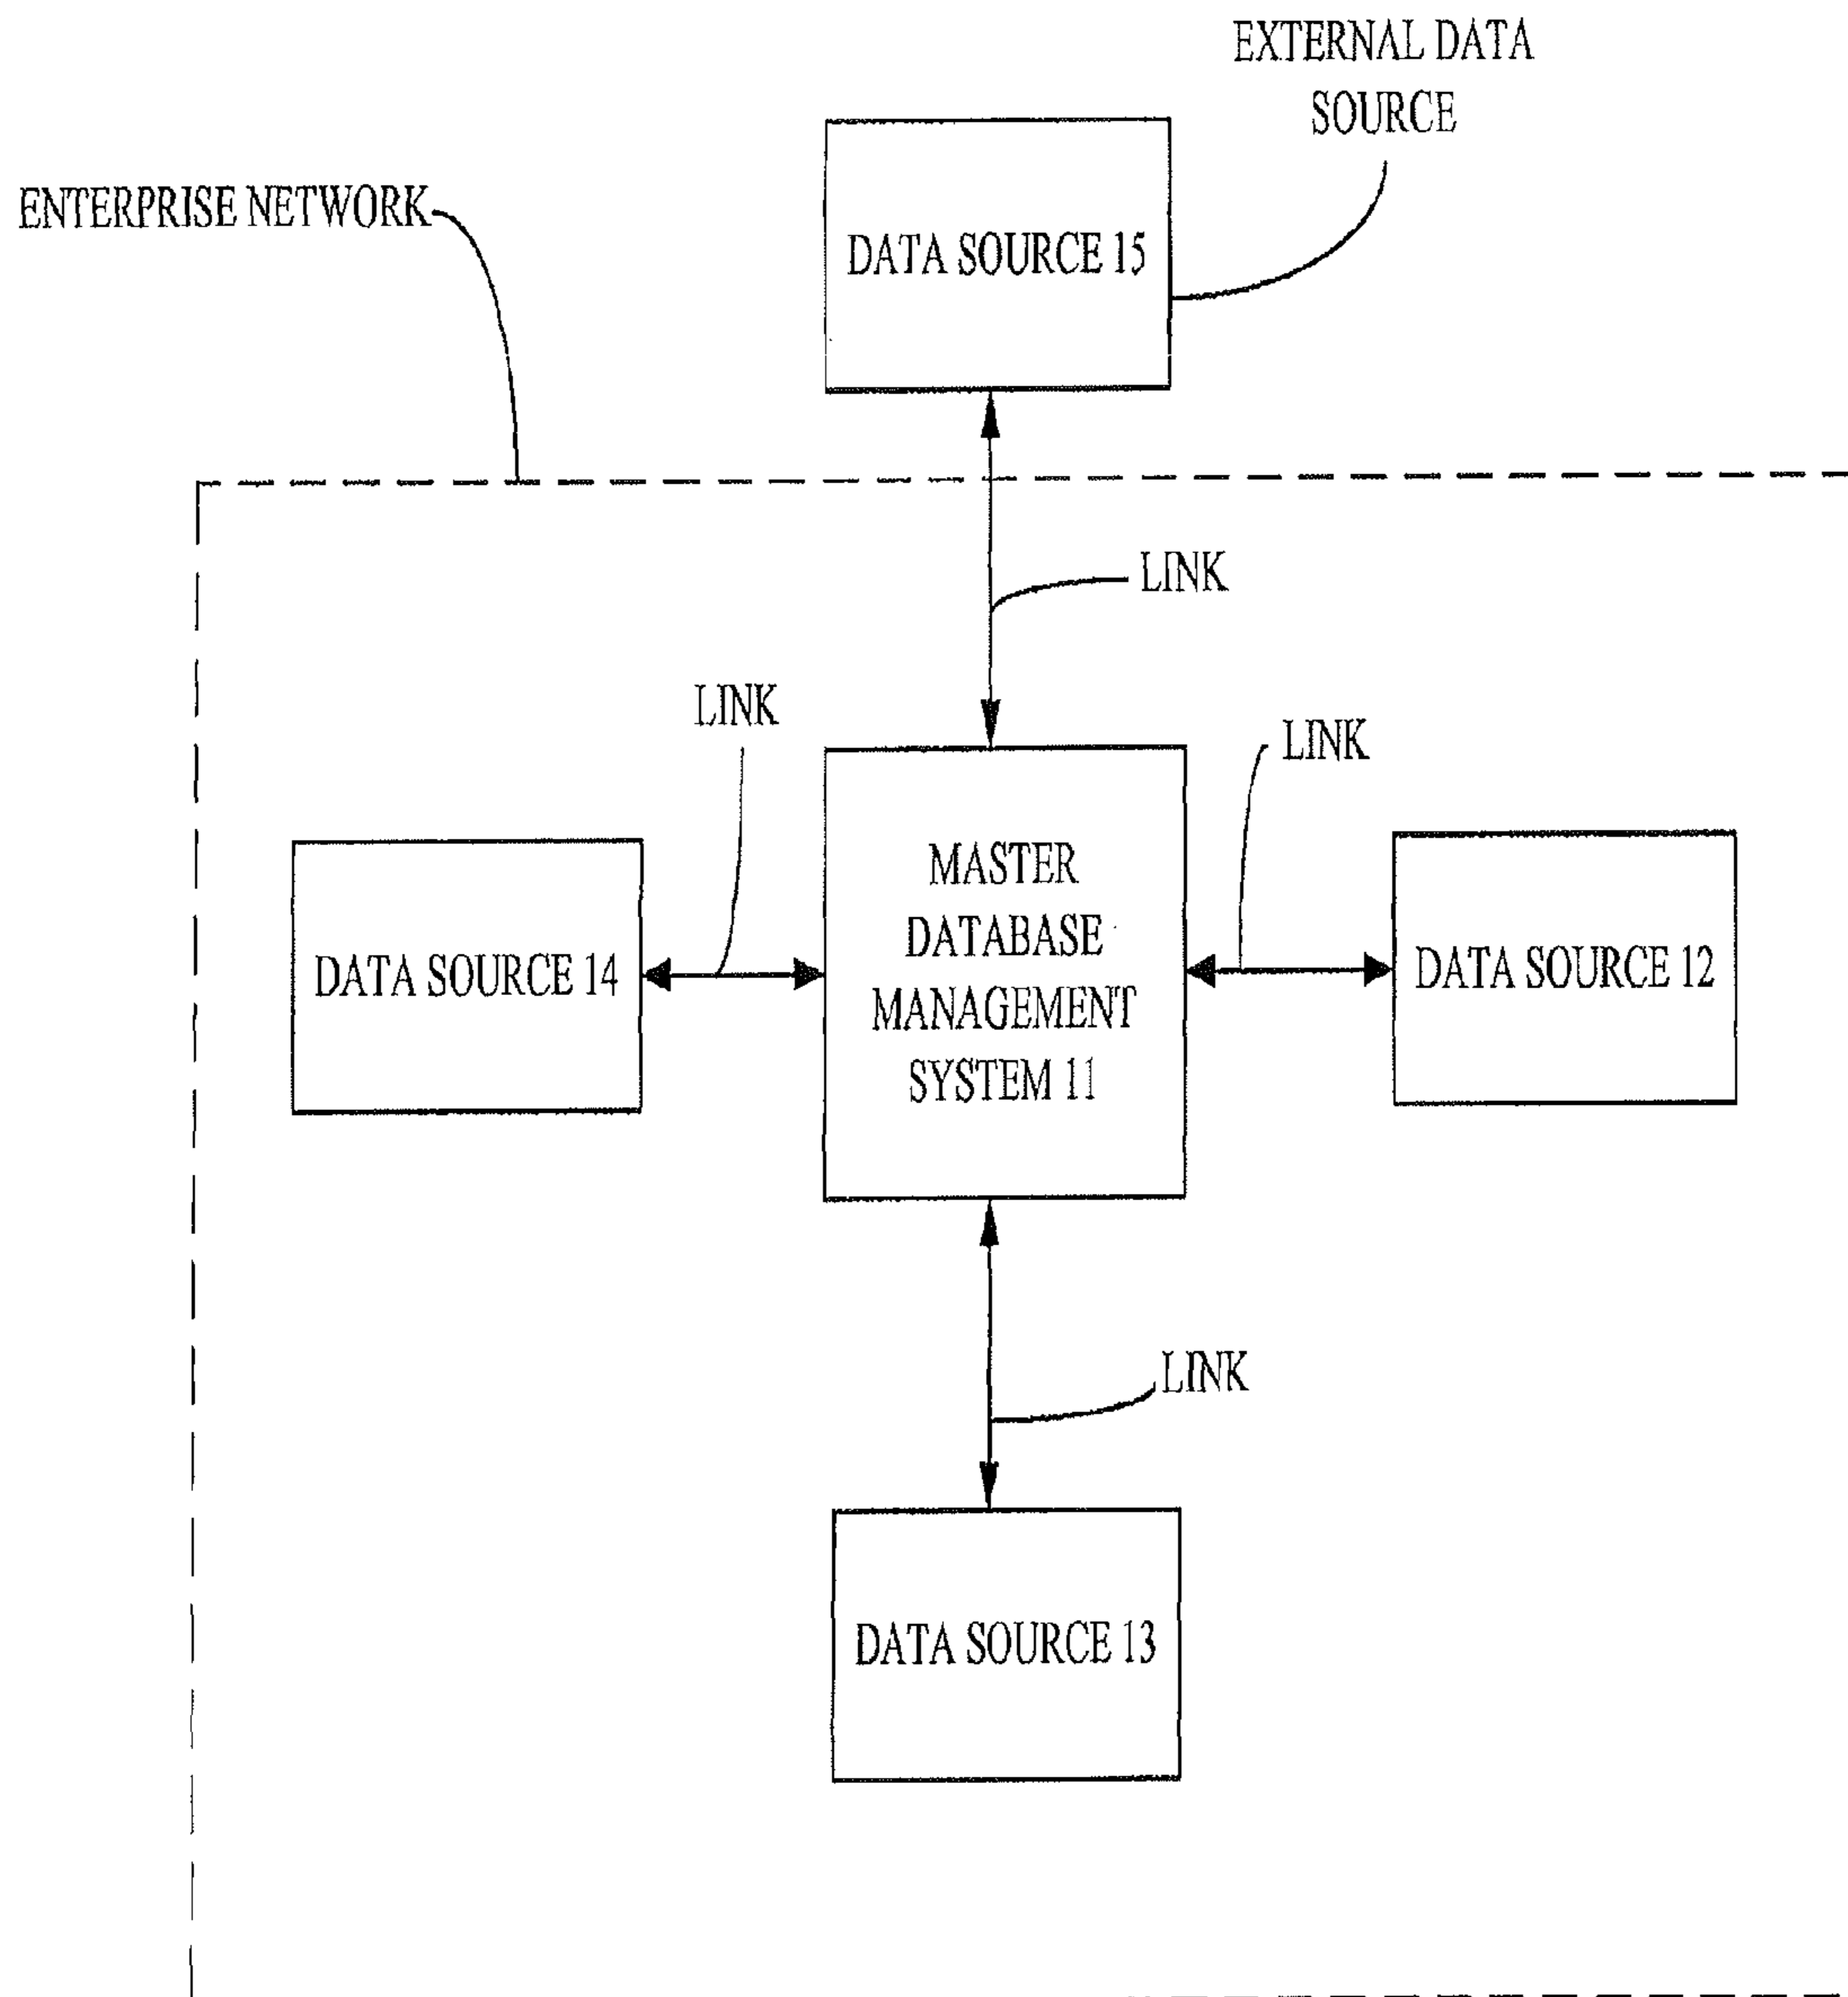 EXTERNAL DATA
SOURCE
ENTERPRISE NETWORK
DATA SOURCE 15
LINK
LINK
LINK
MASTER
DATABASE
MANAGEMENT
SYSTEM 11
DATA SOURCE 14
DATA SOURCE 12
LINK
DATA SOURCE 13